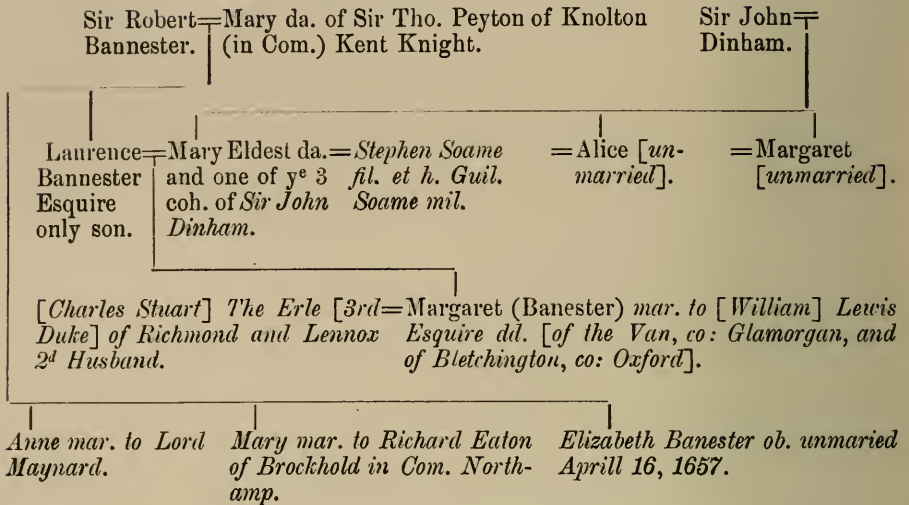 Sir Robert=Mary da. of Sir Tho. Peyton of Knolton Sir John=
Bannester. (in Com.) Kent Knight. Dinham.
Laurence=Mary Eldest da.=Stephen Soame =Alice [un- =Margaret
Bannester and one of yᵉ 3 fil. et h. Guil. married]. [unmarried].
Esquire coh. of Sir John Soame mil.
only son. Dinham.
[Charles Stuart] The Erle [3rd=Margaret (Banester) mar. to [William] Lewis
Duke] of Richmond and Lennox Esquire dd. [of the Van, co: Glamorgan, and
2ᵈ Husband. of Bletchington, co: Oxford].
Anne mar. to Lord Mary mar. to Richard Eaton Elizabeth Banester ob. unmaried
Maynard. of Brockhold in Com. North- Aprill 16, 1657.
amp.